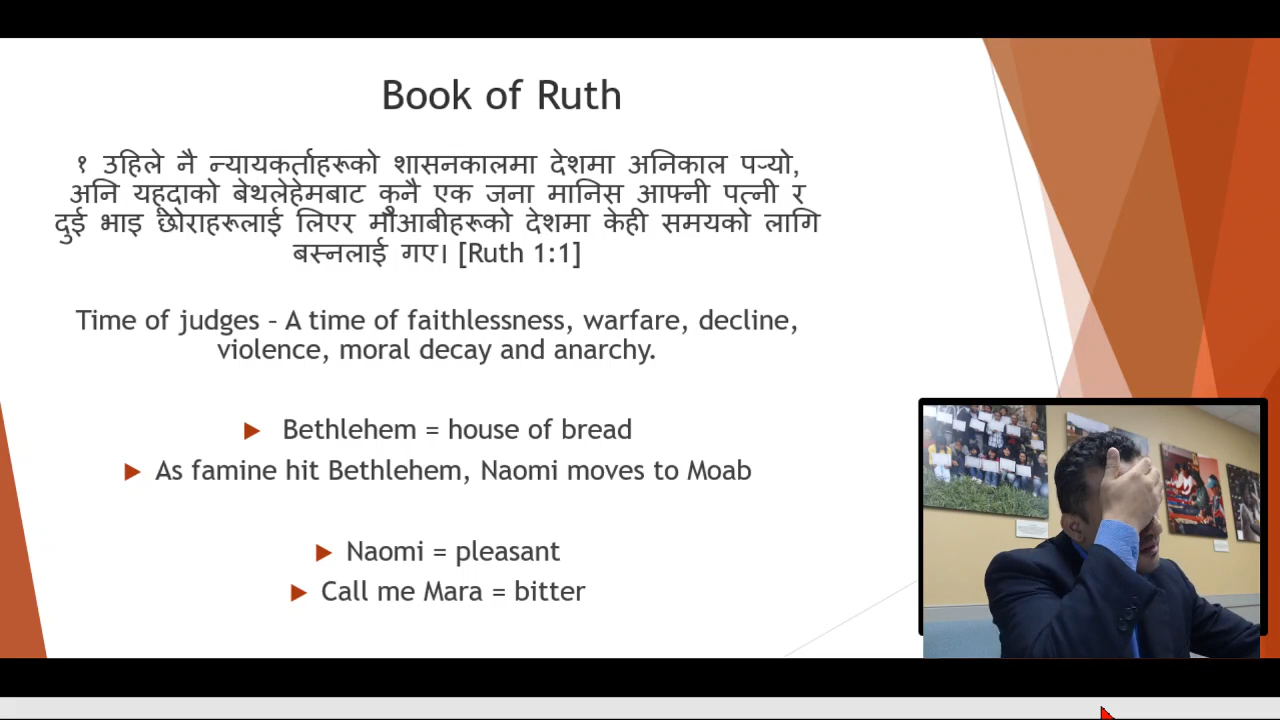 Book of Ruth
१ उहिले नै न्यायकर्ताहरूको शासनकालमा देशमा अनिकाल पऱ्यो,
अनि यहूदाको बेथलेहेमबाट कुनै एक जना मानिस आफ्नी पत्नी र
दुई भाइ छोराहरूलाई लिएर मोआबीहरूको देशमा केही समयको लागि
बस्नलाई गए। [Ruth 1:1]
Time of judges – A time of faithlessness, warfare, decline,
violence, moral decay and anarchy.
Bethlehem = house of bread
As famine hit Bethlehem, Naomi moves to Moab
Naomi = pleasant
Call me Mara = bitter